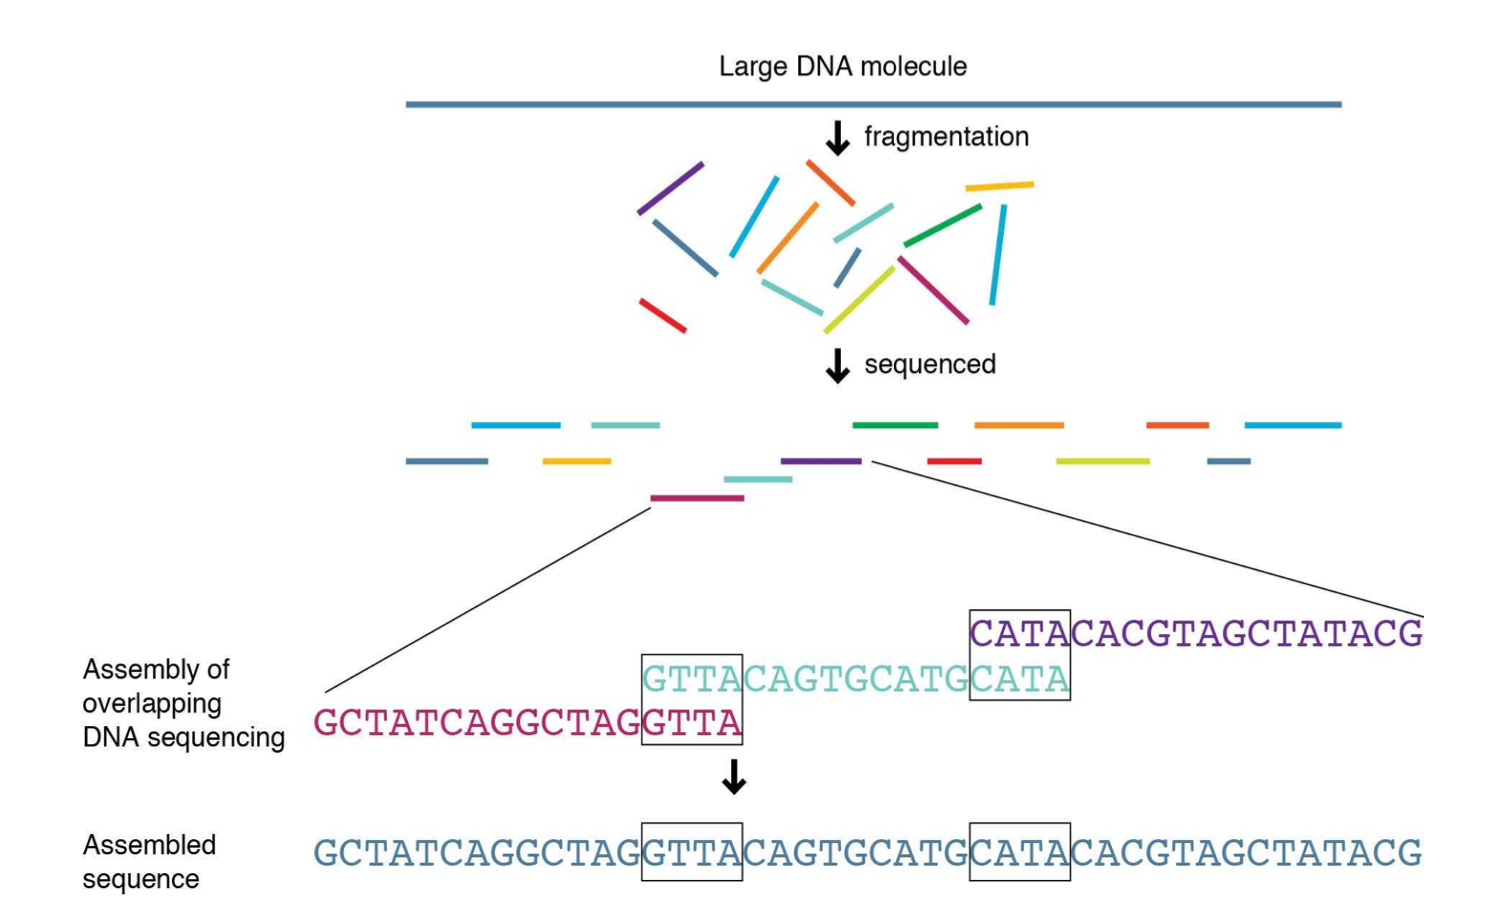 Large DNA molecule
fragmentation
sequenced
CATACACGTAGCTATACG
GTTACAGTGCATGCATA
GCTATCAGGCTAGGTTA
Assembly of
overlapping
DNA sequencing
GCTATCAGGCTAGGTTACAGTGCATGCATACACGTAGCTATACG
Assembled
sequence